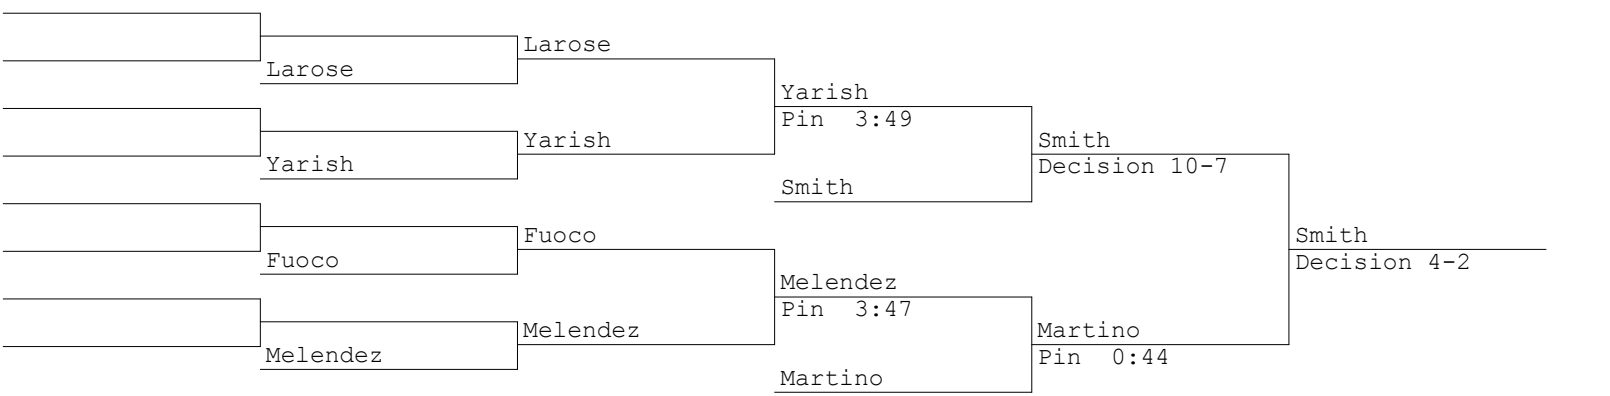 Larose
Larose
Yarish
Pin  3:49
Yarish
Smith
Yarish
Decision 10-7
Smith
Fuoco
Smith
Fuoco
Decision 4-2
Melendez
Pin  3:47
Melendez
Martino
Melendez
Pin  0:44
Martino